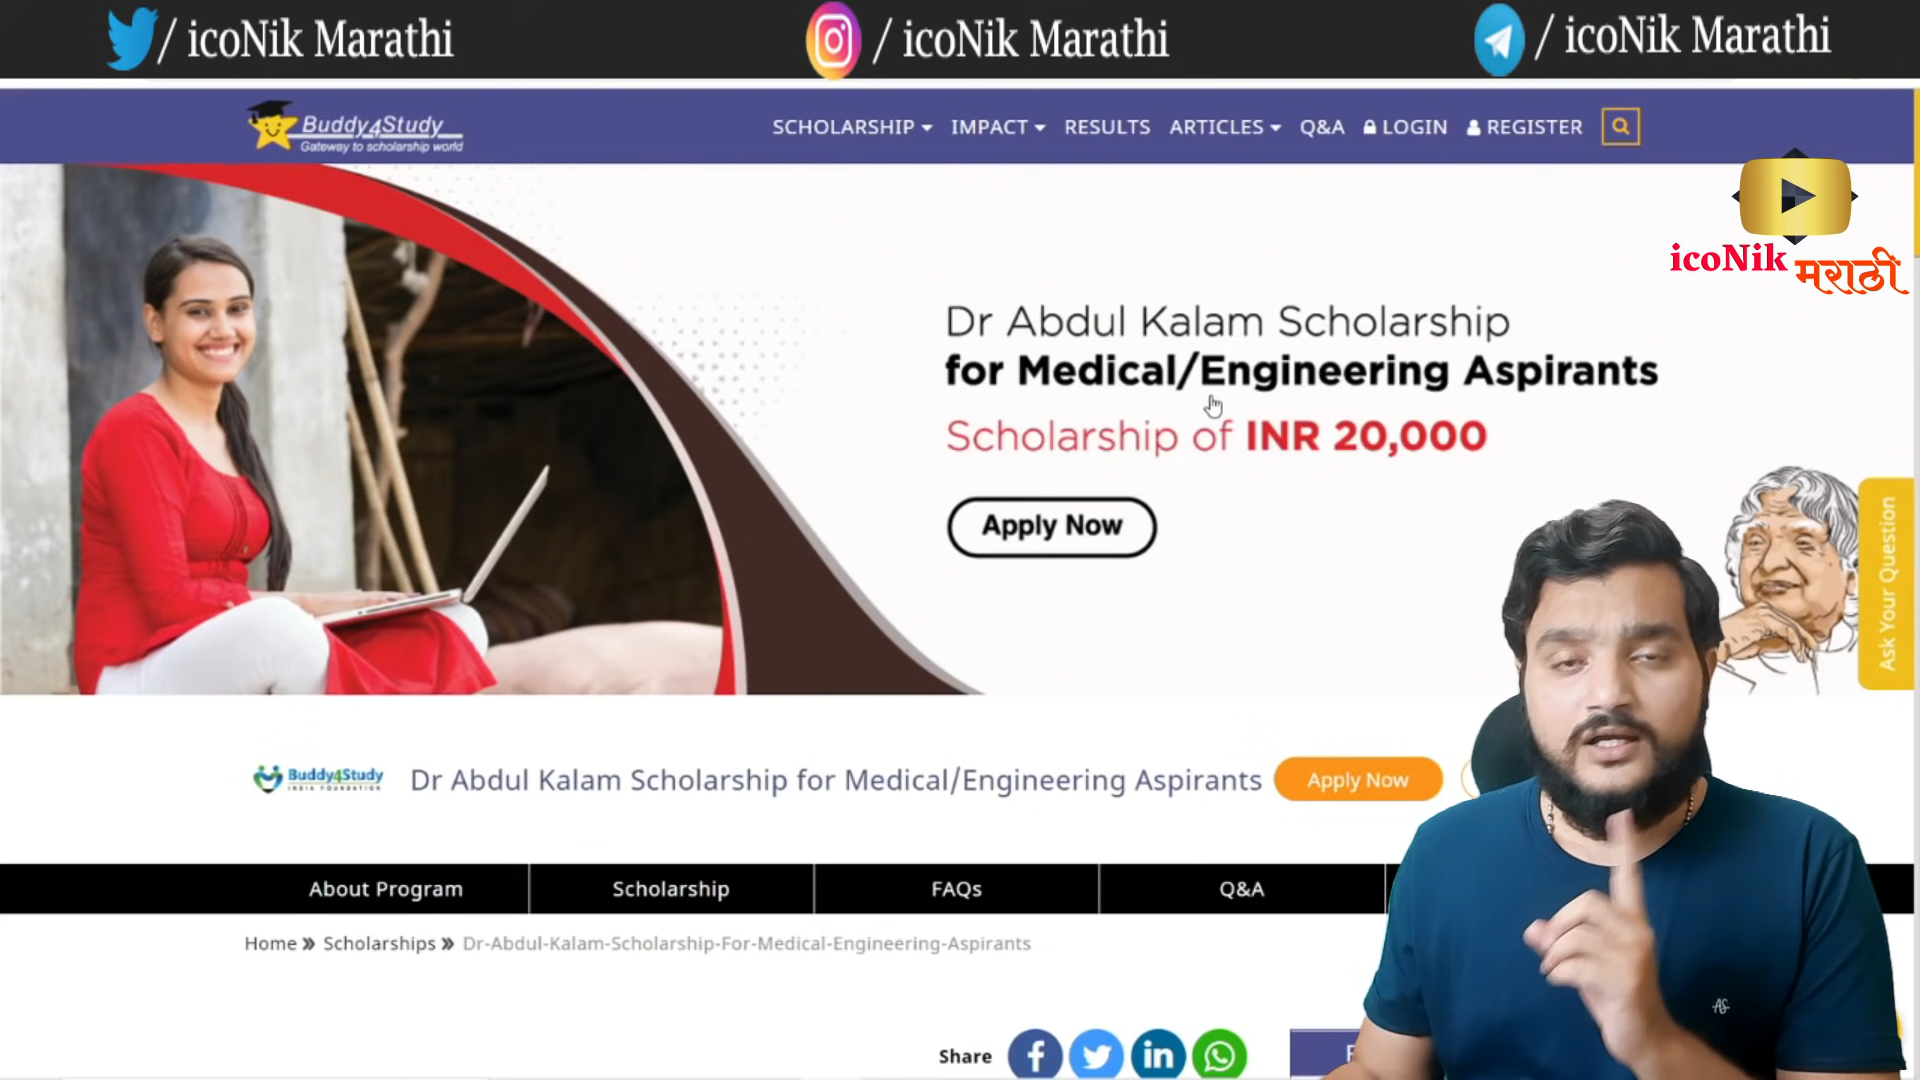 / icoNik Marathi
/ icoNik Marathi
/ icoNik Marathi
Buddy4Study
Gateway to scholarship world
SCHOLARSHIP IMPACT RESULTS ARTICLES Q&A LOGIN REGISTER
icoNik मराठी
Dr Abdul Kalam Scholarship
for Medical/Engineering Aspirants
Scholarship of INR 20,000
Apply Now
Ask Your Question
Buddy4Study
INDIA FOUNDATION
Dr Abdul Kalam Scholarship for Medical/Engineering Aspirants
Apply Now
About Program
Scholarship
FAQs
Q&A
Home » Scholarships » Dr-Abdul-Kalam-Scholarship-For-Medical-Engineering-Aspirants
AS
Share